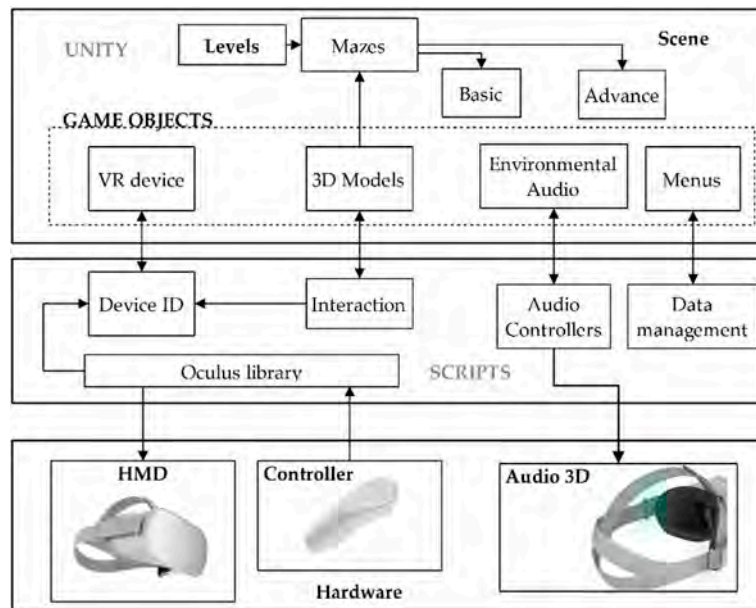 UNITY
Levels
Mazes
Scene
Basic
Advance
GAME OBJECTS
VR device
3D Models
Environmental
Audio
Menus
Device ID
Interaction
Audio
Controllers
Data
management
Oculus library
SCRIPTS
HMD
Controller
Audio 3D
Hardware